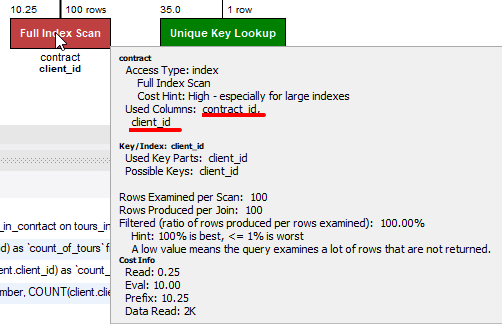 10.25 100 rows 35.0 1 row
Full Index Scan Unique Key Lookup
contract
client_id
contract
Access Type: index
Full Index Scan
Cost Hint: High - especially for large indexes
Used Columns: contract_id,
client_id
Key/Index: client_id
Used Key Parts: client_id
Possible Keys: client_id
Rows Examined per Scan: 100
Rows Produced per Join: 100
Filtered (ratio of rows produced per rows examined): 100.00%
Hint: 100% is best, <= 1% is worst
A low value means the query examines a lot of rows that are not returned.
Cost Info
Read: 0.25
Eval: 10.00
Prefix: 10.25
Data Read: 2K
_in_conrtact on tours_in
d) as `count_of_tours` f
ent.client_id) as `count_
mber, COUNT(client.clie